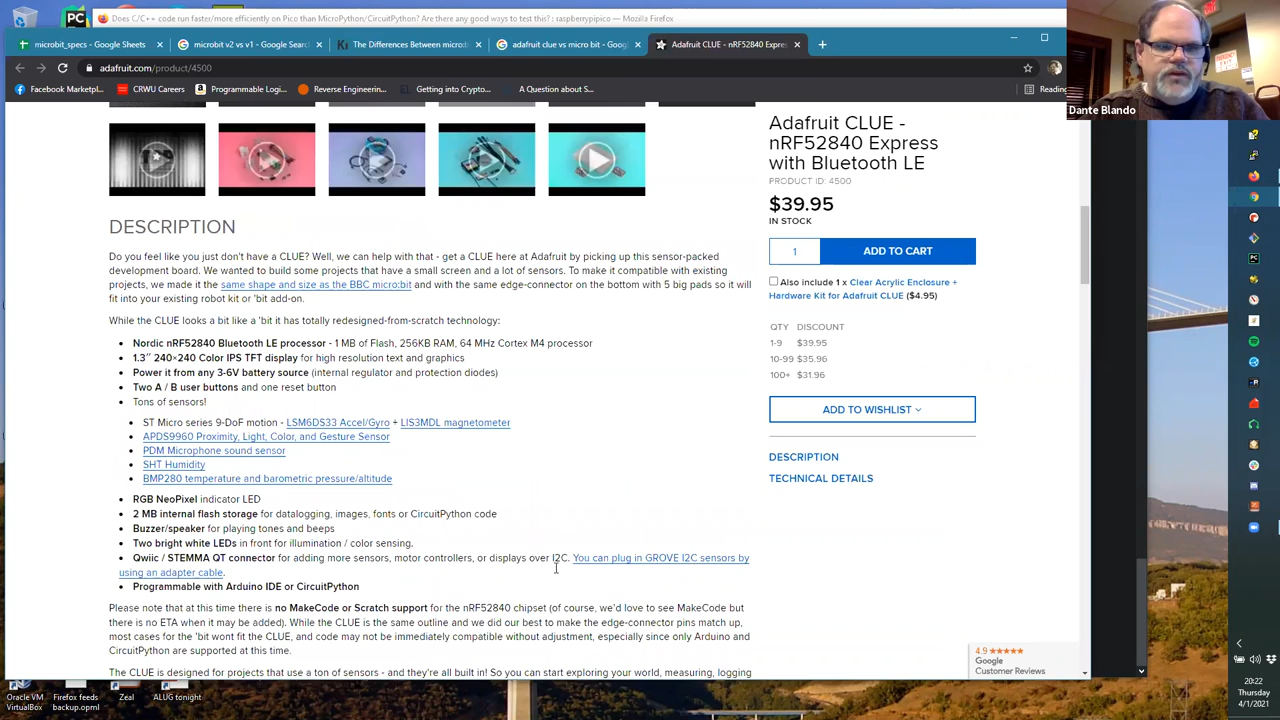 PC
Does C/C++ code run faster/more efficiently on Pico than MicroPython/CircuitPython? Are there any good ways to test this? : raspberrypipico — Mozilla Firefox
microbit_specs - Google Sheets
microbit v2 vs v1 - Google Sear
The Differences Between micro:
adafruit clue vs micro bit - Goog
Adafruit CLUE - nRF52840 Expre
adafruit.com/product/4500
Facebook Marketpl...
CRWU Careers
Programmable Logi...
Reverse Engineerin...
Getting into Crypto...
A Question about S...
Reading
Dante Blando
EMERGENCY
Adafruit CLUE -
nRF52840 Express
with Bluetooth LE
PRODUCT ID: 4500
$39.95
IN STOCK
1
ADD TO CART
Also include 1 x Clear Acrylic Enclosure +
Hardware Kit for Adafruit CLUE ($4.95)
QTY DISCOUNT
1-9 $39.95
10-99 $35.96
100+ $31.96
ADD TO WISHLIST
DESCRIPTION
TECHNICAL DETAILS
DESCRIPTION
Do you feel like you just don't have a CLUE? Well, we can help with that - get a CLUE here at Adafruit by picking up this sensor-packed
development board. We wanted to build some projects that have a small screen and a lot of sensors. To make it compatible with existing
projects, we made it the same shape and size as the BBC micro:bit and with the same edge-connector on the bottom with 5 big pads so it will
fit into your existing robot kit or 'bit add-on.
While the CLUE looks a bit like a 'bit it has totally redesigned-from-scratch technology:
Nordic nRF52840 Bluetooth LE processor - 1 MB of Flash, 256KB RAM, 64 MHz Cortex M4 processor
1.3″ 240×240 Color IPS TFT display for high resolution text and graphics
Power it from any 3-6V battery source (internal regulator and protection diodes)
Two A / B user buttons and one reset button
Tons of sensors!
ST Micro series 9-DoF motion - LSM6DS33 Accel/Gyro + LIS3MDL magnetometer
APDS9960 Proximity, Light, Color, and Gesture Sensor
PDM Microphone sound sensor
SHT Humidity
BMP280 temperature and barometric pressure/altitude
RGB NeoPixel indicator LED
2 MB internal flash storage for datalogging, images, fonts or CircuitPython code
Buzzer/speaker for playing tones and beeps
Two bright white LEDs in front for illumination / color sensing.
Qwiic / STEMMA QT connector for adding more sensors, motor controllers, or displays over I2C. You can plug in GROVE I2C sensors by
using an adapter cable.
Programmable with Arduino IDE or CircuitPython
Please note that at this time there is no MakeCode or Scratch support for the nRF52840 chipset (of course, we'd love to see MakeCode but
there is no ETA when it may be added). While the CLUE is the same outline and we did our best to make the edge-connector pins match up,
most cases for the 'bit wont fit the CLUE, and code may not be immediately compatible without adjustment, especially since only Arduino and
CircuitPython are supported at this time.
The CLUE is designed for projects that use a ton of sensors - and they're all built in! So you can start exploring your world, measuring, logging
4.9
Google
Customer Reviews
Oracle VM
VirtualBox
Firefox feeds
backup.opml
Zeal
ALUG tonight
20:22
Thursday
4/1/2021